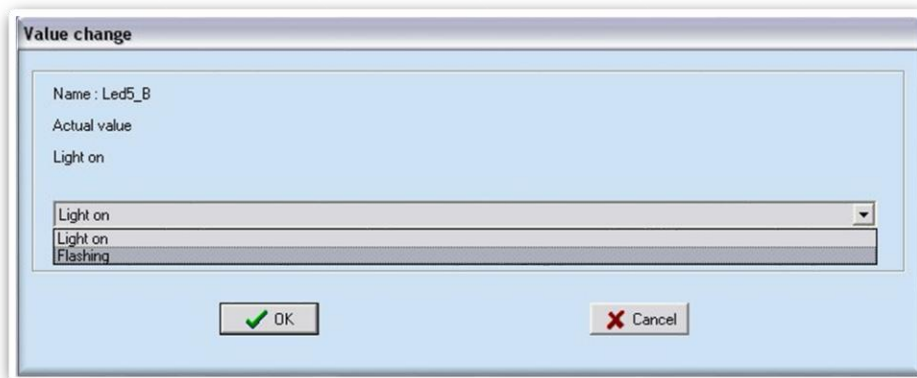 Value change
Name : Led5_B
Actual value
Light on
Light on
Light on
Flashing
OK
Cancel